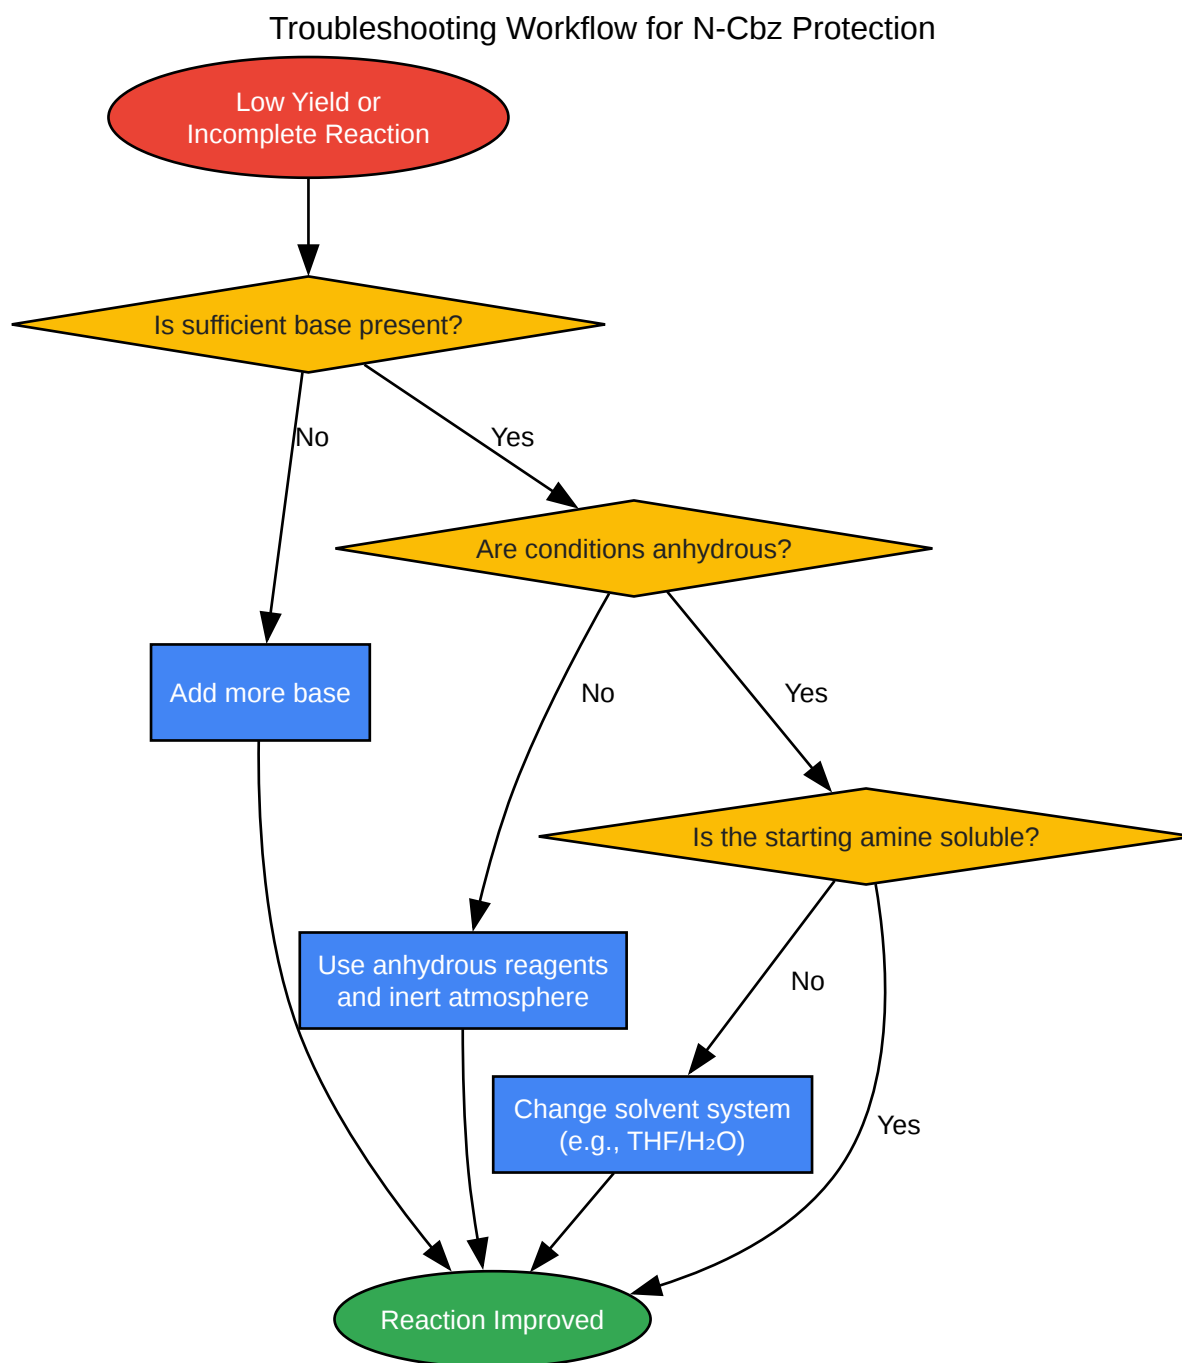 Troubleshooting Workflow for N-Cbz Protection
Low Yield or
Incomplete Reaction
Is sufficient base present?
No
Yes
Are conditions anhydrous?
Add more base
No
Yes
Is the starting amine soluble?
Use anhydrous reagents
and inert atmosphere
No
Change solvent system
(e.g., THF/H₂O)
Yes
Reaction Improved